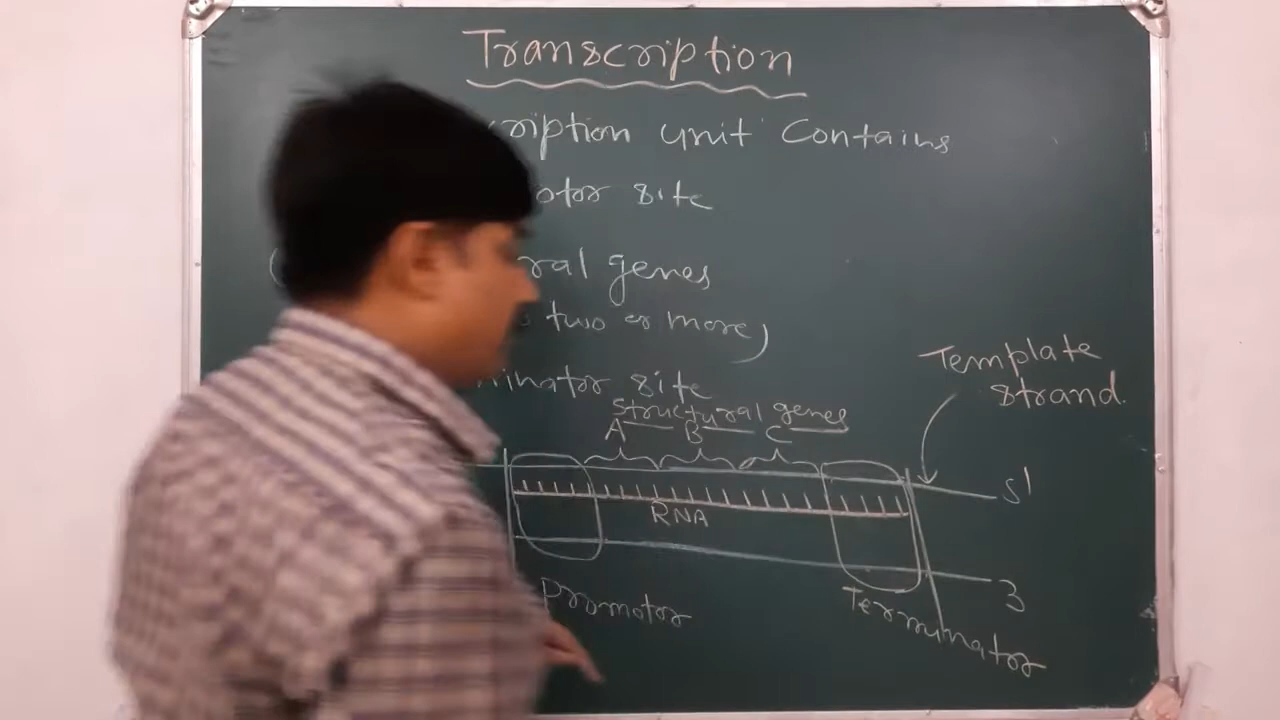 Transcription
ription unit Contains
otor site
ral genes
two or more)
inator site
Structural genes
A B C
Template
strand.
5'
RNA
3
Promotor
Terminator